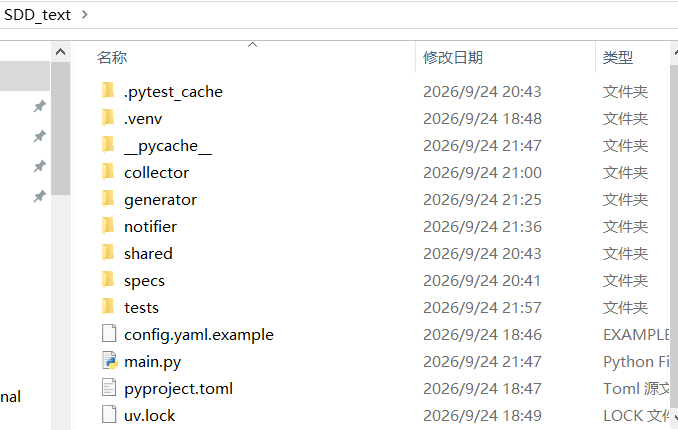 SDD_text >
名称 修改日期 类型
.pytest_cache 2026/9/24 20:43 文件夹
.venv 2026/9/24 18:48 文件夹
__pycache__ 2026/9/24 21:47 文件夹
collector 2026/9/24 21:00 文件夹
generator 2026/9/24 21:25 文件夹
notifier 2026/9/24 21:36 文件夹
shared 2026/9/24 20:43 文件夹
specs 2026/9/24 20:41 文件夹
tests 2026/9/24 21:57 文件夹
config.yaml.example 2026/9/24 18:46 EXAMPLE
main.py 2026/9/24 21:47 Python Fi
nal pyproject.toml 2026/9/24 18:47 Toml 源文
uv.lock 2026/9/24 18:49 LOCK 文件